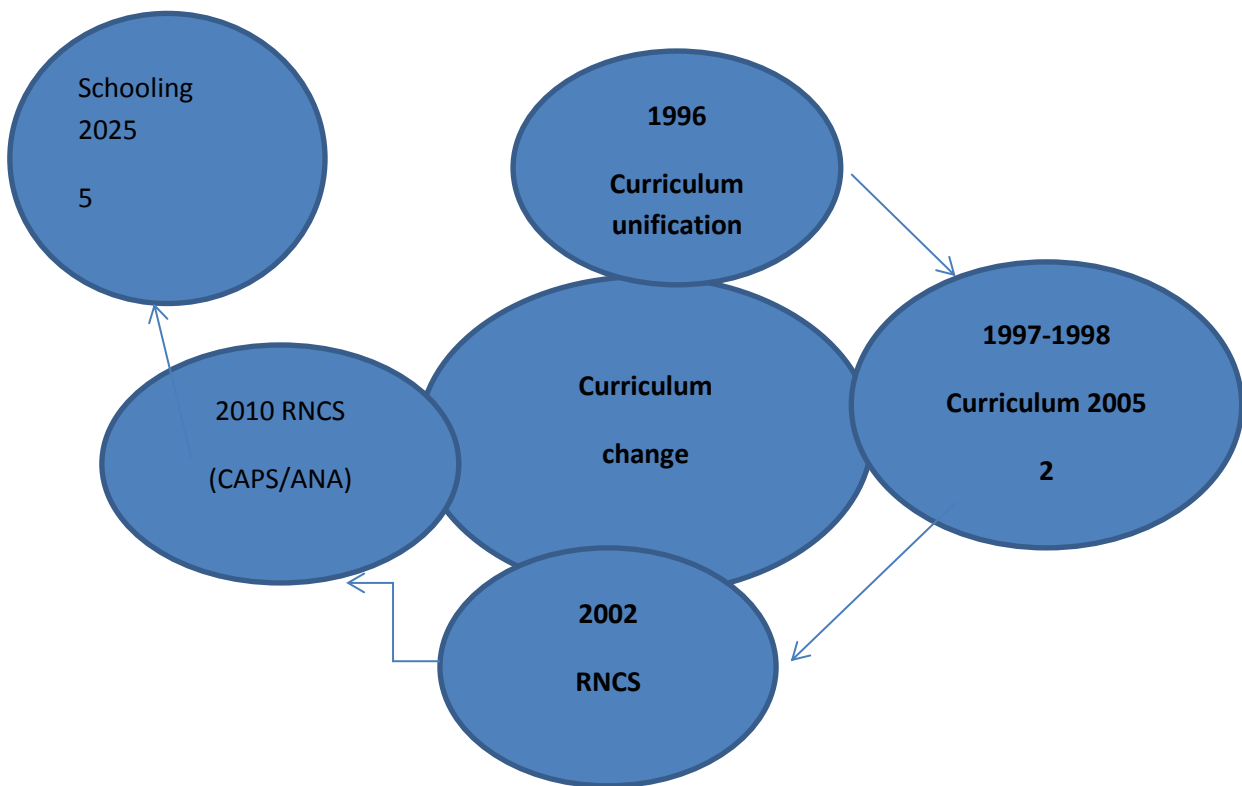 Schooling
2025
5
1996
Curriculum
unification
1997-1998
Curriculum 2005
2
Curriculum
change
2010 RNCS
(CAPS/ANA)
2002
RNCS